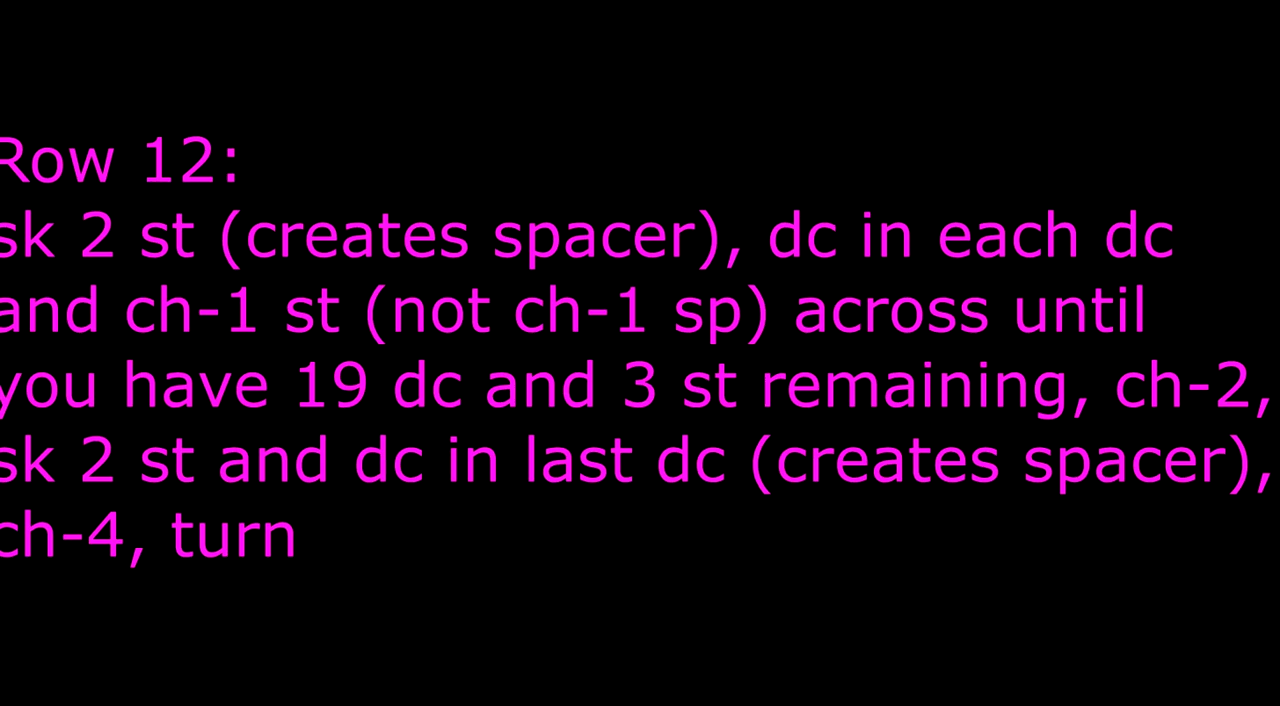 Row 12:
sk 2 st (creates spacer), dc in each dc
and ch-1 st (not ch-1 sp) across until
you have 19 dc and 3 st remaining, ch-2,
sk 2 st and dc in last dc (creates spacer),
ch-4, turn